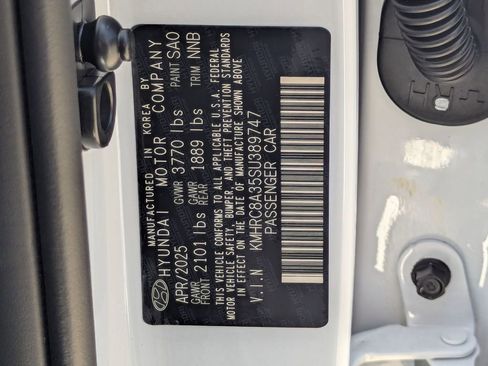 MANUFACTURED IN KOREA BY
HYUNDAI MOTOR COMPANY
APR/2025 GVWR 3770 lbs PAINT SAO
GAWR FRONT 2101 lbs GAWR REAR 1889 lbs TRIM NNB
THIS VEHICLE CONFORMS TO ALL APPLICABLE U.S.A. FEDERAL
MOTOR VEHICLE SAFETY, BUMPER, AND THEFT PREVENTION STANDARDS
IN EFFECT ON THE DATE OF MANUFACTURE SHOWN ABOVE
V.I.N KMHRC8A35SU389747
PASSENGER CAR
HAR